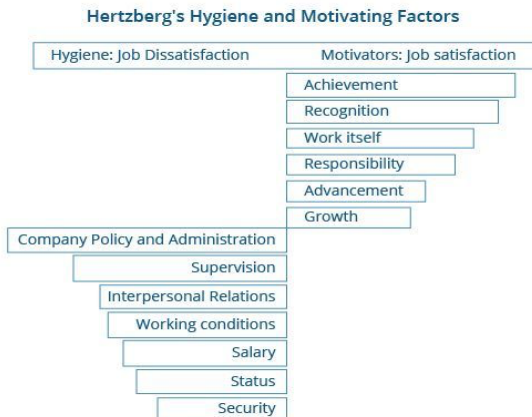 Hertzberg's Hygiene and Motivating Factors
Hygiene: Job Dissatisfaction
Motivators: Job satisfaction
Achievement
Recognition
Work itself
Responsibility
Advancement
Growth
Company Policy and Administration
Supervision
Interpersonal Relations
Working conditions
Salary
Status
Security